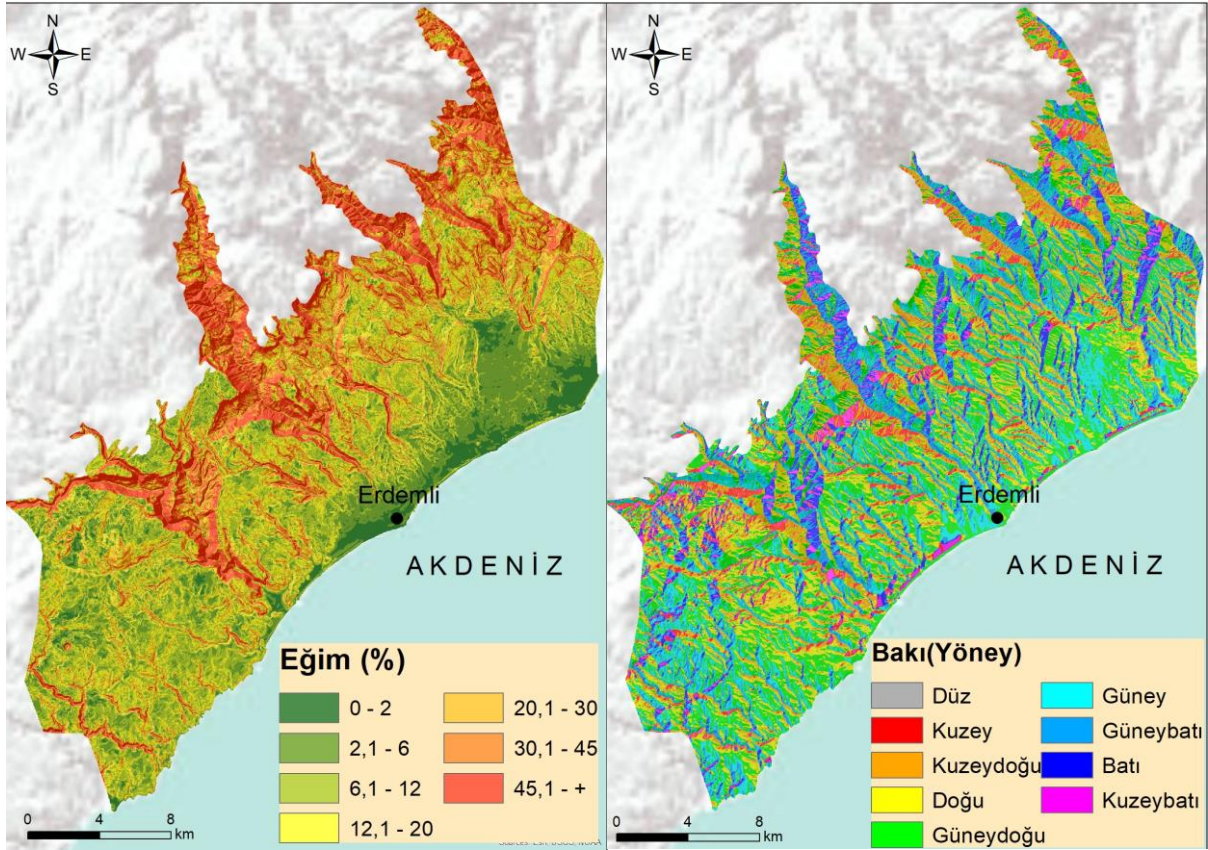 N
W E
S
Erdemli
AKDENİZ
Eğim (%)
0 - 2
2,1 - 6
6,1 - 12
12,1 - 20
20,1 - 30
30,1 - 45
45,1 - +
0 4 8
km
N
W E
S
Erdemli
AKDENİZ
Bakı(Yöney)
Düz
Kuzey
Kuzeydoğu
Doğu
Güneydoğu
Güney
Güneybatı
Batı
Kuzeybatı
0 4 8
km